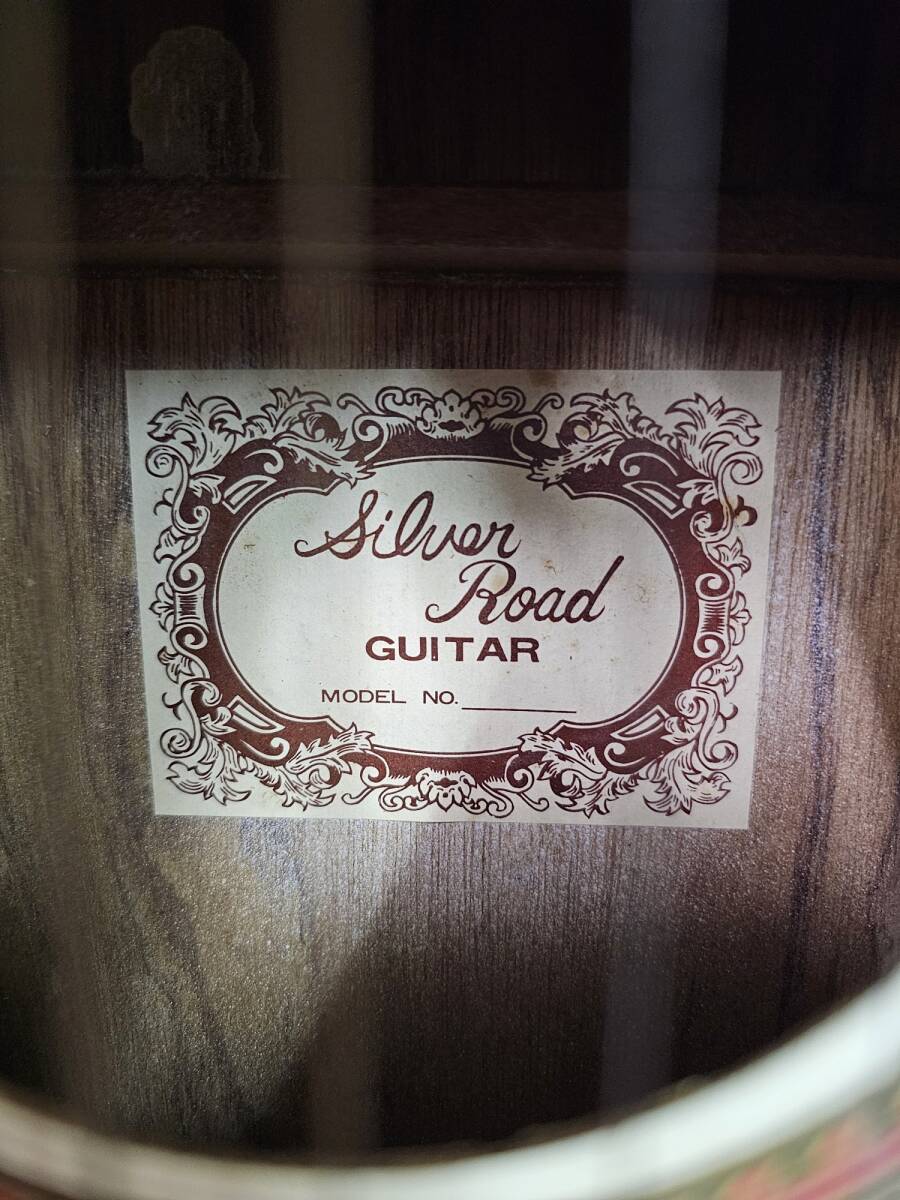 Silver
Road
GUITAR
MODEL NO.